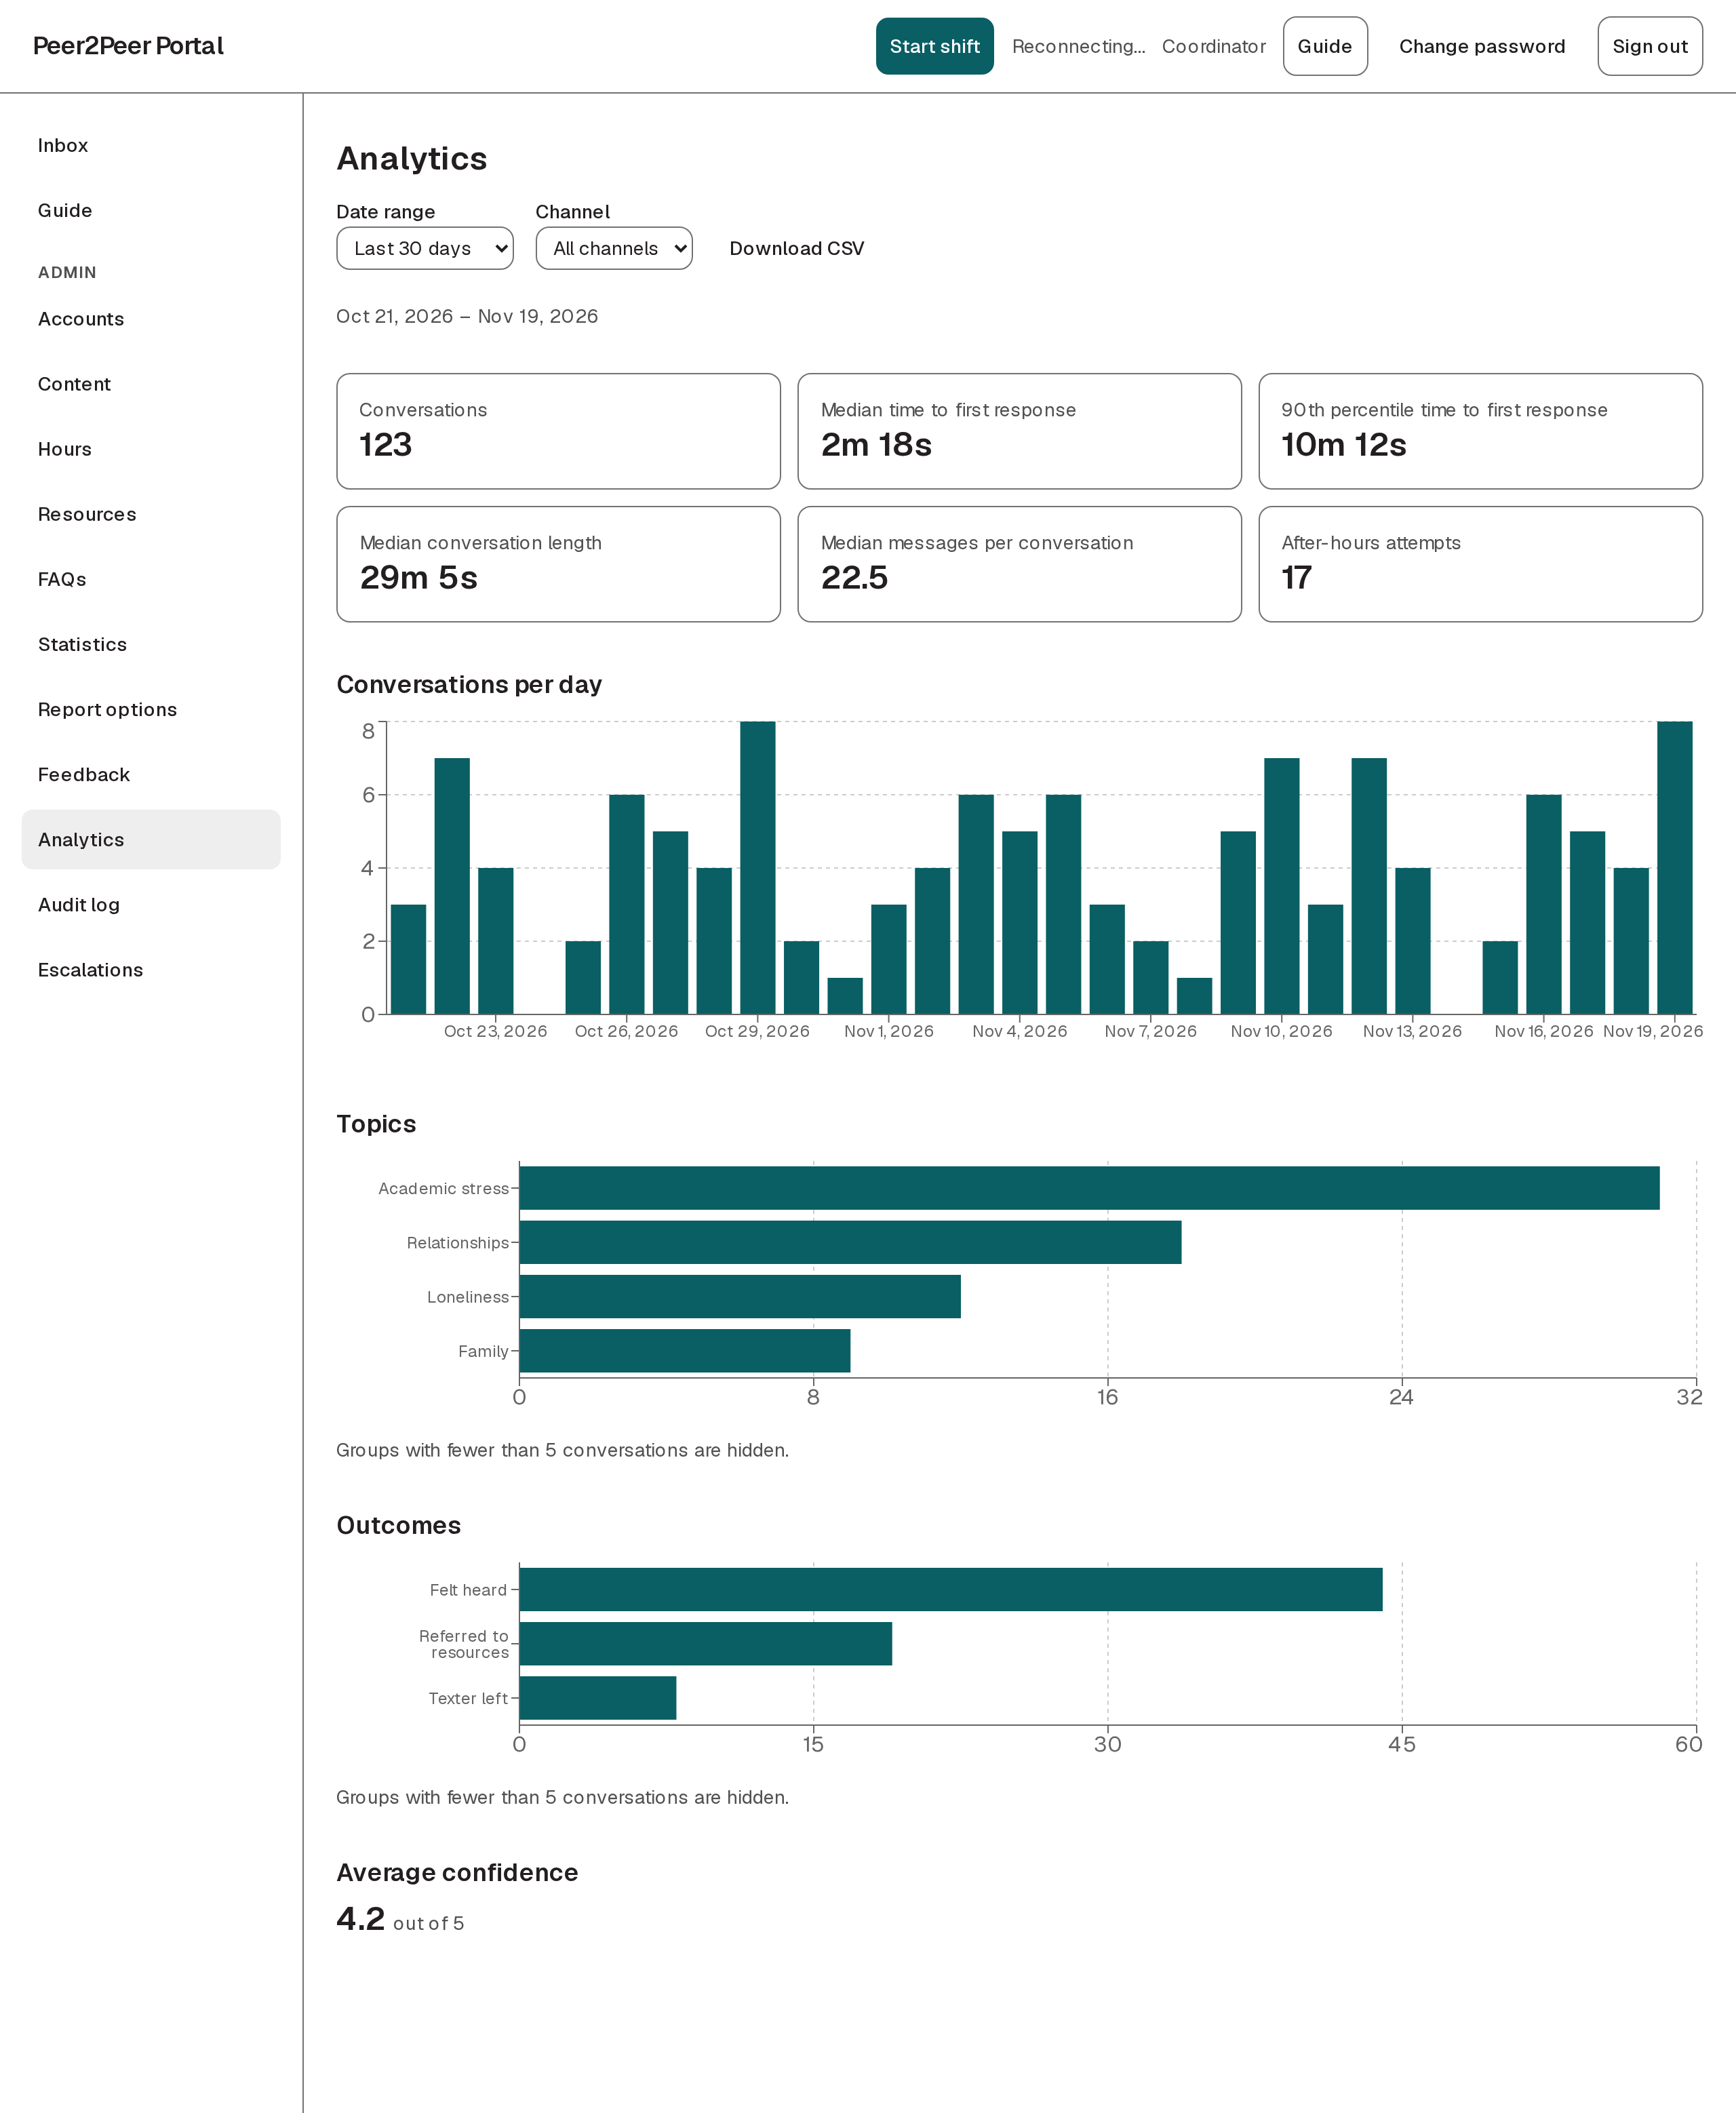 Peer2Peer Portal
Start shift
Reconnecting...
Coordinator
Guide
Change password
Sign out
Inbox
Guide
ADMIN
Accounts
Content
Hours
Resources
FAQs
Statistics
Report options
Feedback
Analytics
Audit log
Escalations
Analytics
Date range
Channel
Last 30 days
All channels
Download CSV
Oct 21, 2026 – Nov 19, 2026
Conversations
123
Median time to first response
2m 18s
90th percentile time to first response
10m 12s
Median conversation length
29m 5s
Median messages per conversation
22.5
After-hours attempts
17
Conversations per day
8
6
4
2
0
Oct 23, 2026
Oct 26, 2026
Oct 29, 2026
Nov 1, 2026
Nov 4, 2026
Nov 7, 2026
Nov 10, 2026
Nov 13, 2026
Nov 16, 2026
Nov 19, 2026
Topics
Academic stress
Relationships
Loneliness
Family
0
8
16
24
32
Groups with fewer than 5 conversations are hidden.
Outcomes
Felt heard
Referred to
resources
Texter left
0
15
30
45
60
Groups with fewer than 5 conversations are hidden.
Average confidence
4.2 out of 5